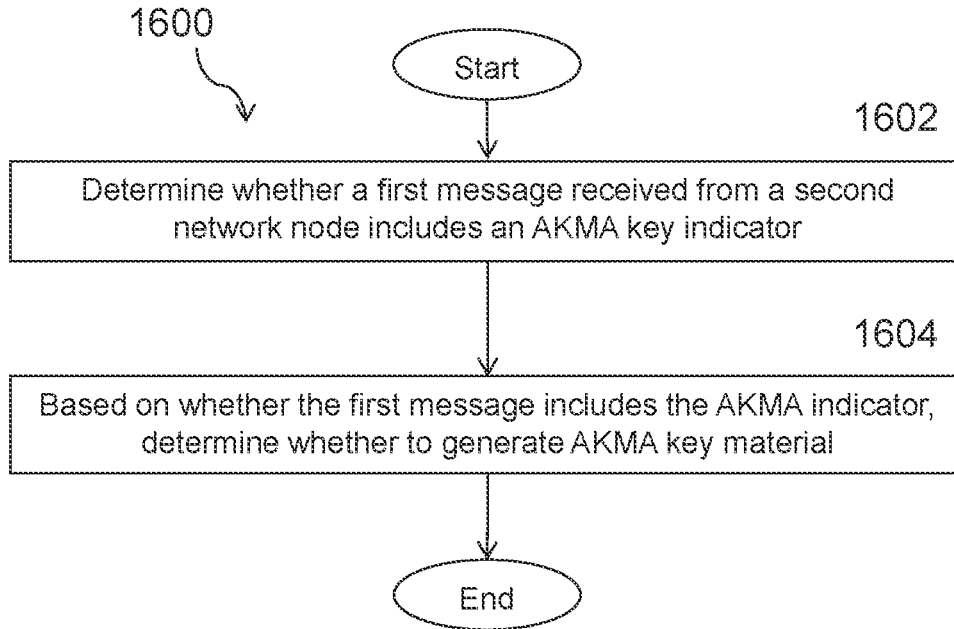 1600
Start
1602
Determine whether a first message received from a second
network node includes an AKMA key indicator
1604
Based on whether the first message includes the AKMA indicator,
determine whether to generate AKMA key material
End